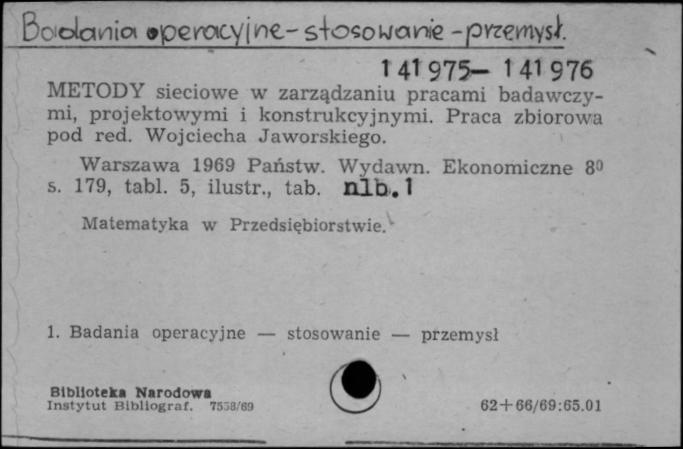 Badania operacyjne - stosowanie - przemysł.
141975- 141976
METODY sieciowe w zarządzaniu pracami badawczy-
mi, projektowymi i konstrukcyjnymi. Praca zbiorowa
pod red. Wojciecha Jaworskiego.
Warszawa 1969 Państw. Wydawn. Ekonomiczne 8⁰
s. 179, tabl. 5, ilustr., tab. nlb.1
Matematyka w Przedsiębiorstwie.
1. Badania operacyjne — stosowanie — przemysł
Biblioteka Narodowa
Instytut Bibliograf. 7558/69
62+66/69:65.01